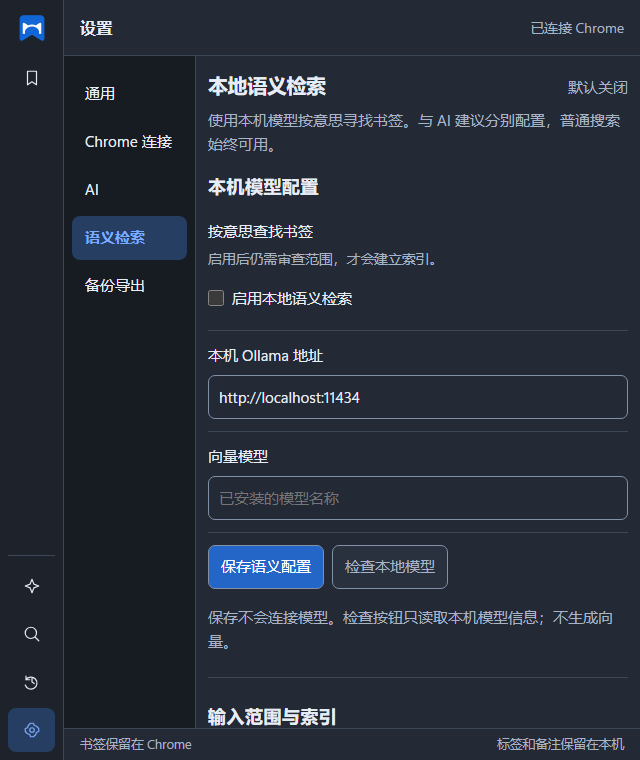 设置
已连接 Chrome
通用
Chrome 连接
AI
语义检索
备份导出
本地语义检索
默认关闭
使用本机模型按意思寻找书签。与 AI 建议分别配置，普通搜索
始终可用。
本机模型配置
按意思查找书签
启用后仍需审查范围，才会建立索引。
启用本地语义检索
本机 Ollama 地址
http://localhost:11434
向量模型
已安装的模型名称
保存语义配置
检查本地模型
保存不会连接模型。检查按钮只读取本机模型信息；不生成向
量。
输入范围与索引
书签保留在 Chrome
标签和备注保留在本机